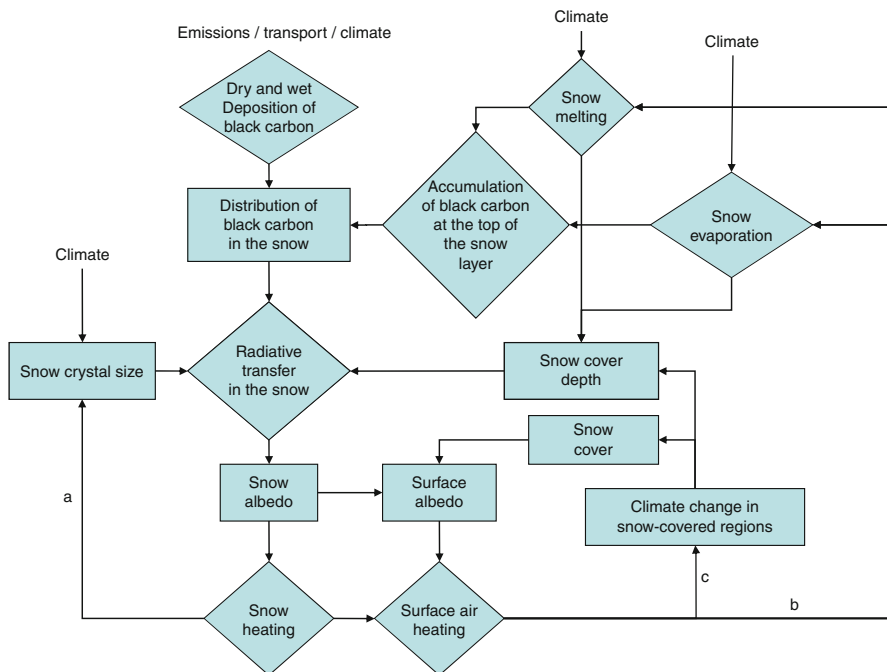 Emissions / transport / climate
Climate
Climate
Dry and wet
Deposition of
black carbon
Snow
melting
Distribution of
black carbon
in the snow
Accumulation
of black carbon
at the top of
the snow
layer
Snow
evaporation
Climate
Snow crystal size
Radiative
transfer
in the snow
Snow cover
depth
Snow
cover
a
Snow
albedo
Surface
albedo
Climate change in
snow-covered regions
Snow
heating
Surface air
heating
c
b